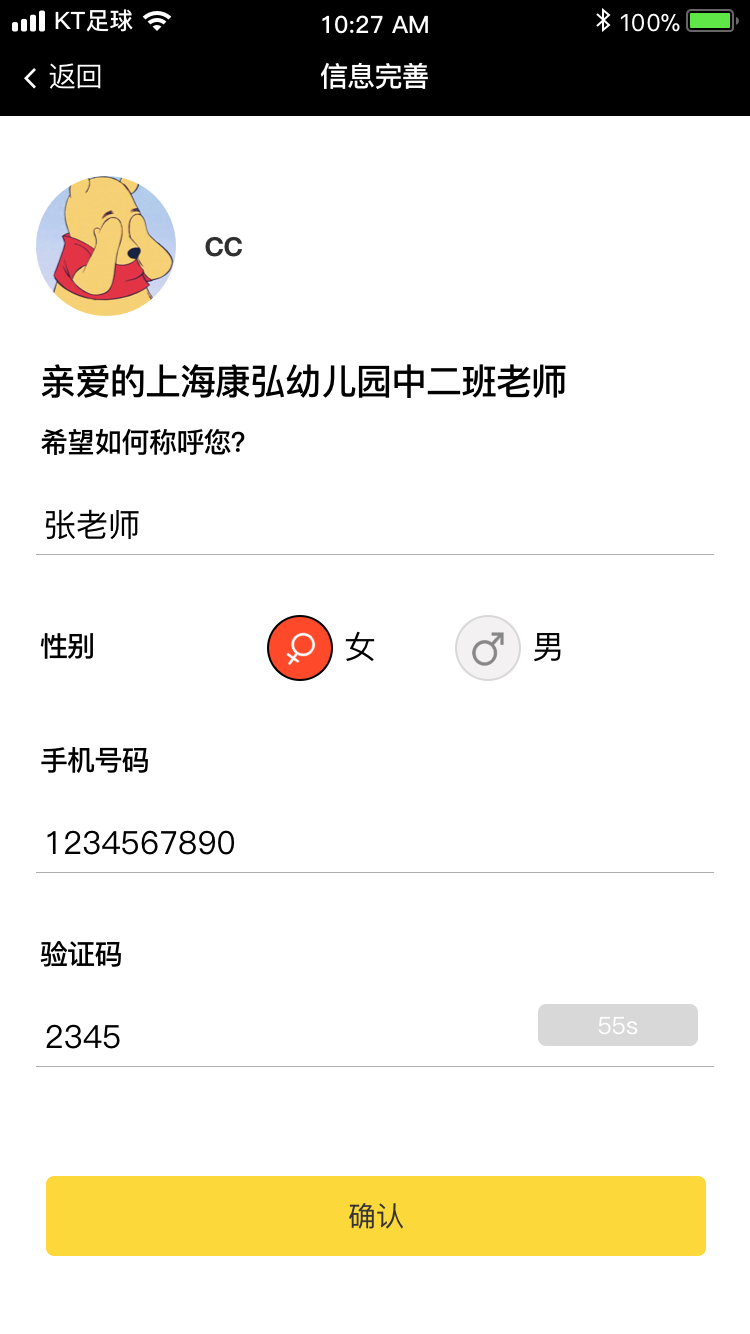 KT足球
10:27 AM
100%
返回
信息完善
cc
亲爱的上海康弘幼儿园中二班老师
希望如何称呼您?
张老师
性别
女
男
手机号码
1234567890
验证码
2345
55s
确认